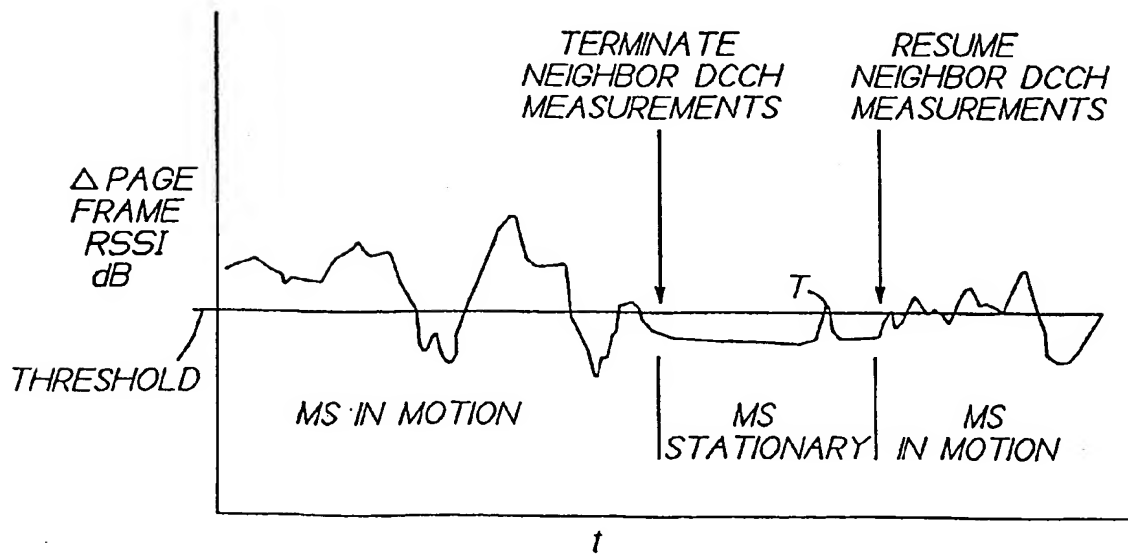 TERMINATE
NEIGHBOR DCCH
MEASUREMENTS
RESUME
NEIGHBOR DCCH
MEASUREMENTS
△ PAGE
FRAME
RSSI
dB
T
THRESHOLD
MS IN MOTION
MS
STATIONARY
MS
IN MOTION
t